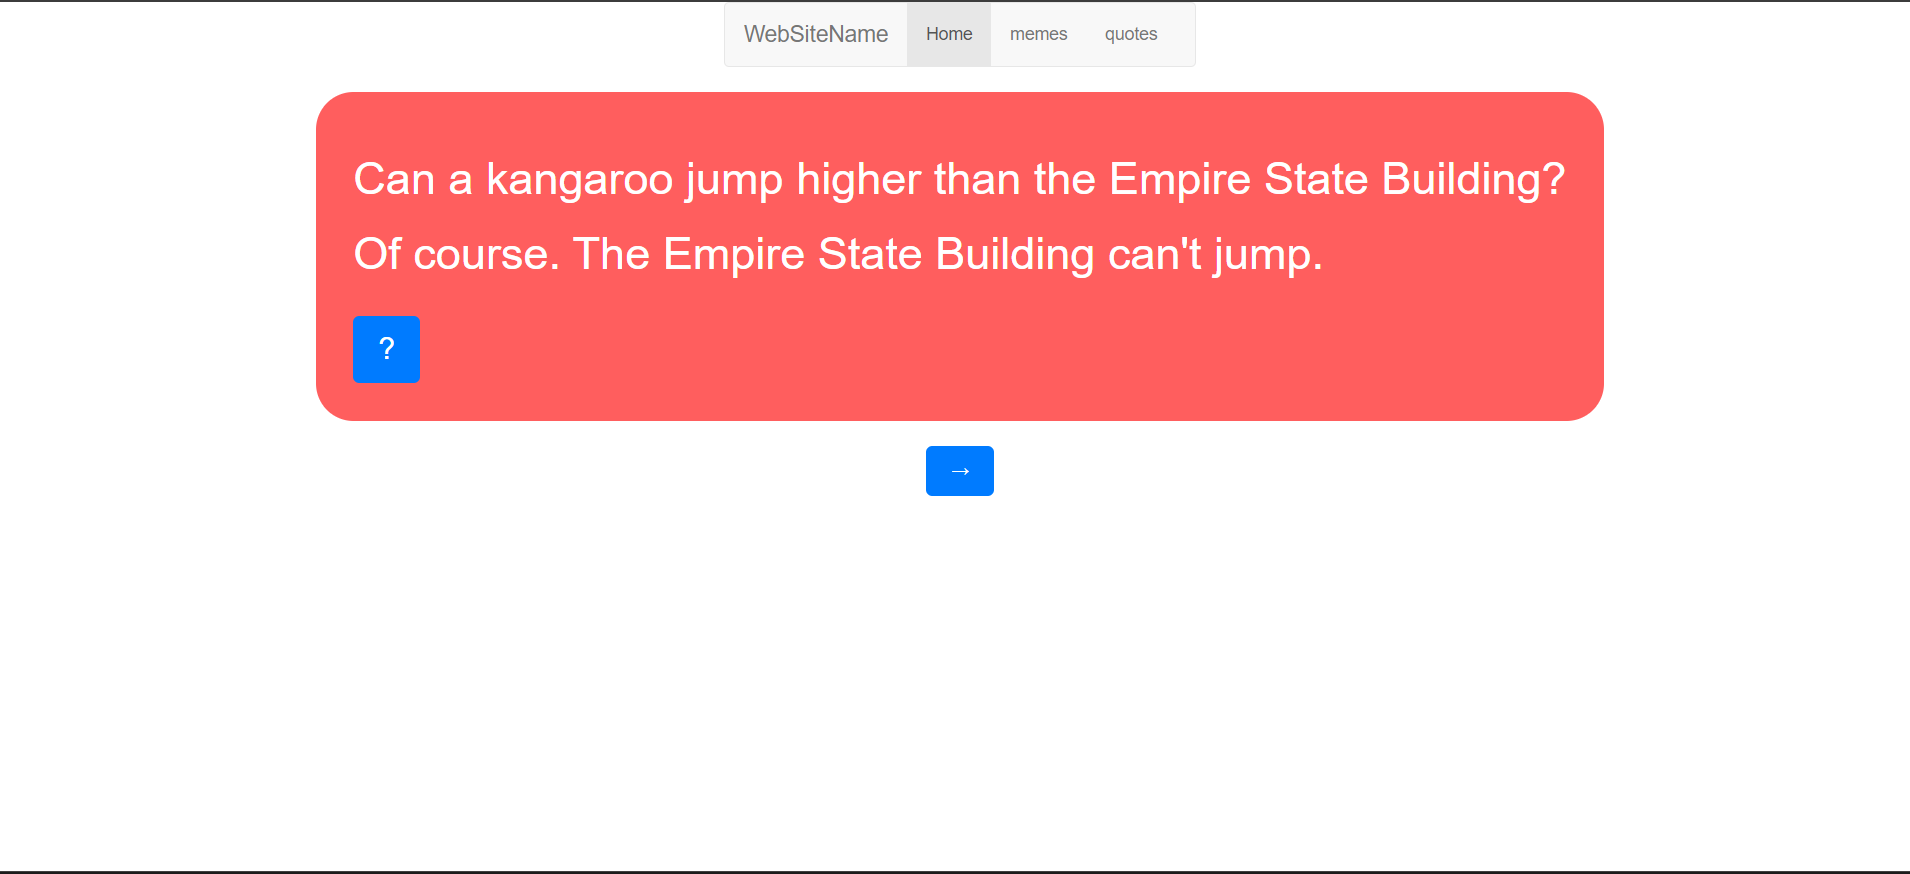 WebSiteName Home memes quotes
Can a kangaroo jump higher than the Empire State Building?
Of course. The Empire State Building can't jump.
?
→